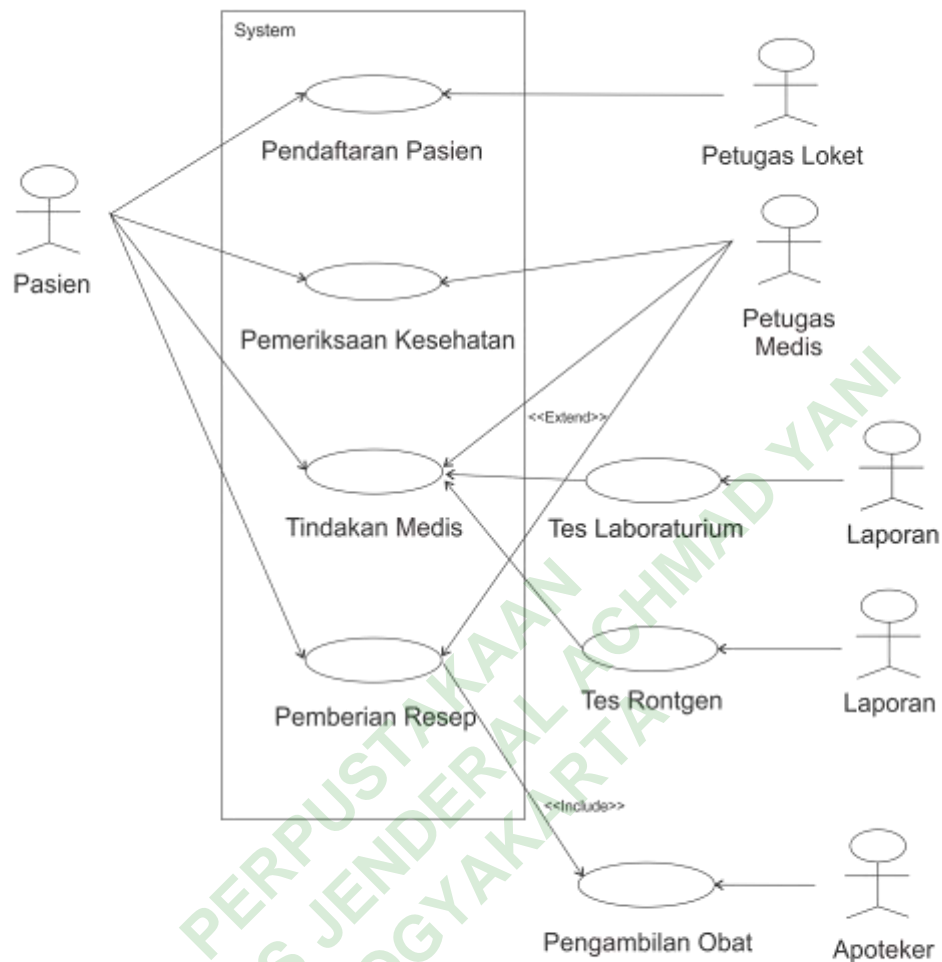 System
Pendaftaran Pasien
Petugas Loket
Pasien
Pemeriksaan Kesehatan
Petugas
Medis
<<Extend>>
Tindakan Medis
Tes Laboraturium
Laporan
Pemberian Resep
Tes Rontgen
Laporan
<<Include>>
Pengambilan Obat
Apoteker
PERPUSTAKAAN
S JENDERAL ACHMAD YANI
OGYAKARTA